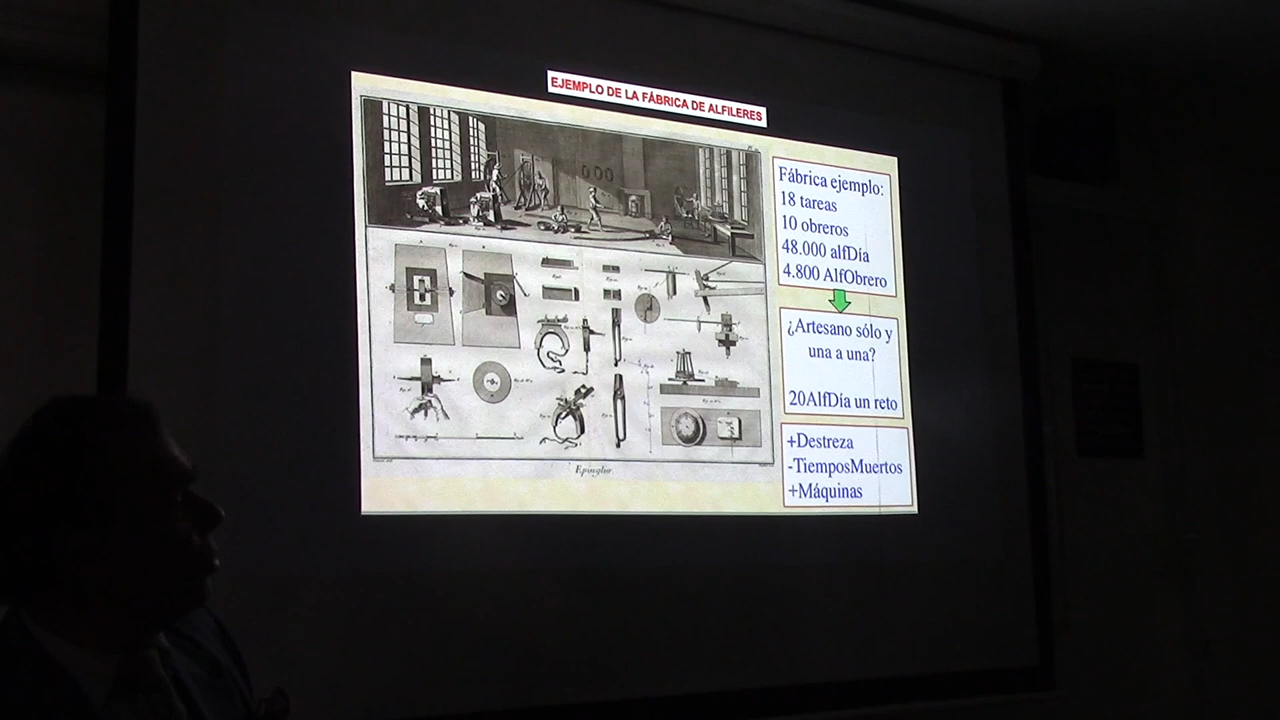 EJEMPLO DE LA FÁBRICA DE ALFILERES
Fábrica ejemplo:
18 tareas
10 obreros
48.000 alfDía
4.800 AlfObrero
¿Artesano sólo y
una a una?
20AlfDía un reto
+Destreza
-TiemposMuertos
+Máquinas
Epinglier.